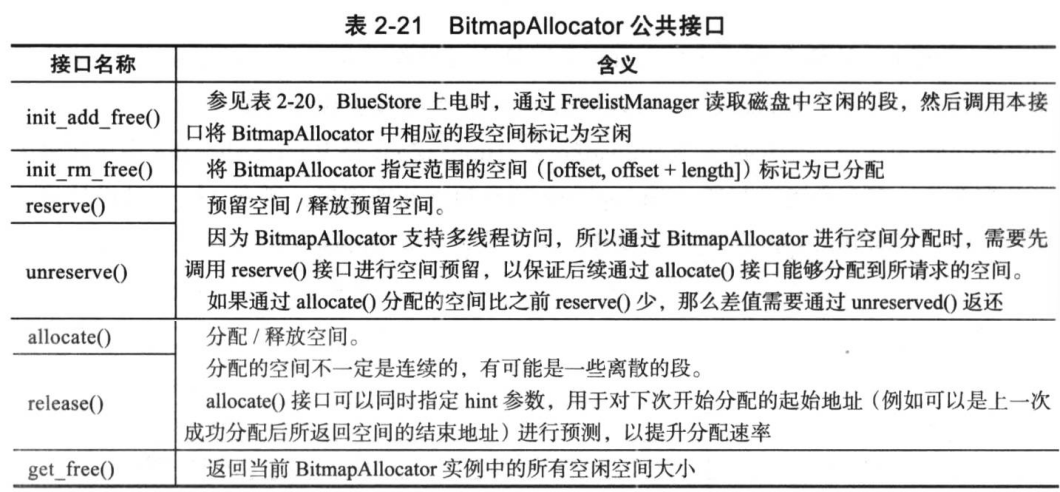 表 2-21 BitmapAllocator 公共接口
接口名称 含义
init_add_free() 参见表 2-20，BlueStore 上电时，通过 FreelistManager 读取磁盘中空闲的段，然后调用本接
口将 BitmapAllocator 中相应的段空间标记为空闲
init_rm_free() 将 BitmapAllocator 指定范围的空间（[offset, offset + length]）标记为已分配
reserve() 预留空间 / 释放预留空间。
因为 BitmapAllocator 支持多线程访问，所以通过 BitmapAllocator 进行空间分配时，需要先
unreserve() 调用 reserve() 接口进行空间预留，以保证后续通过 allocate() 接口能够分配到所请求的空间。
如果通过 allocate() 分配的空间比之前 reserve() 少，那么差值需要通过 unreserved() 返还
allocate() 分配 / 释放空间。
分配的空间不一定是连续的，有可能是一些离散的段。
release() allocate() 接口可以同时指定 hint 参数，用于对下次开始分配的起始地址（例如可以是上一次
成功分配后所返回空间的结束地址）进行预测，以提升分配速率
get_free() 返回当前 BitmapAllocator 实例中的所有空闲空间大小